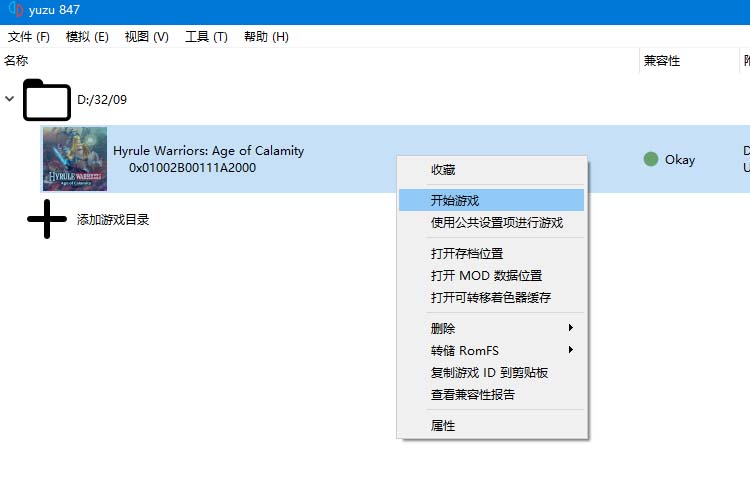 yuzu 847
文件 (F) 模拟 (E) 视图 (V) 工具 (T) 帮助 (H)
名称 兼容性
D:/32/09
HYRULE WARRIORS
Age of Calamity
Hyrule Warriors: Age of Calamity
0x01002B00111A2000
Okay
D
U
收藏
开始游戏
使用公共设置项进行游戏
打开存档位置
打开 MOD 数据位置
打开可转移着色器缓存
删除
转储 RomFS
复制游戏 ID 到剪贴板
查看兼容性报告
属性
添加游戏目录